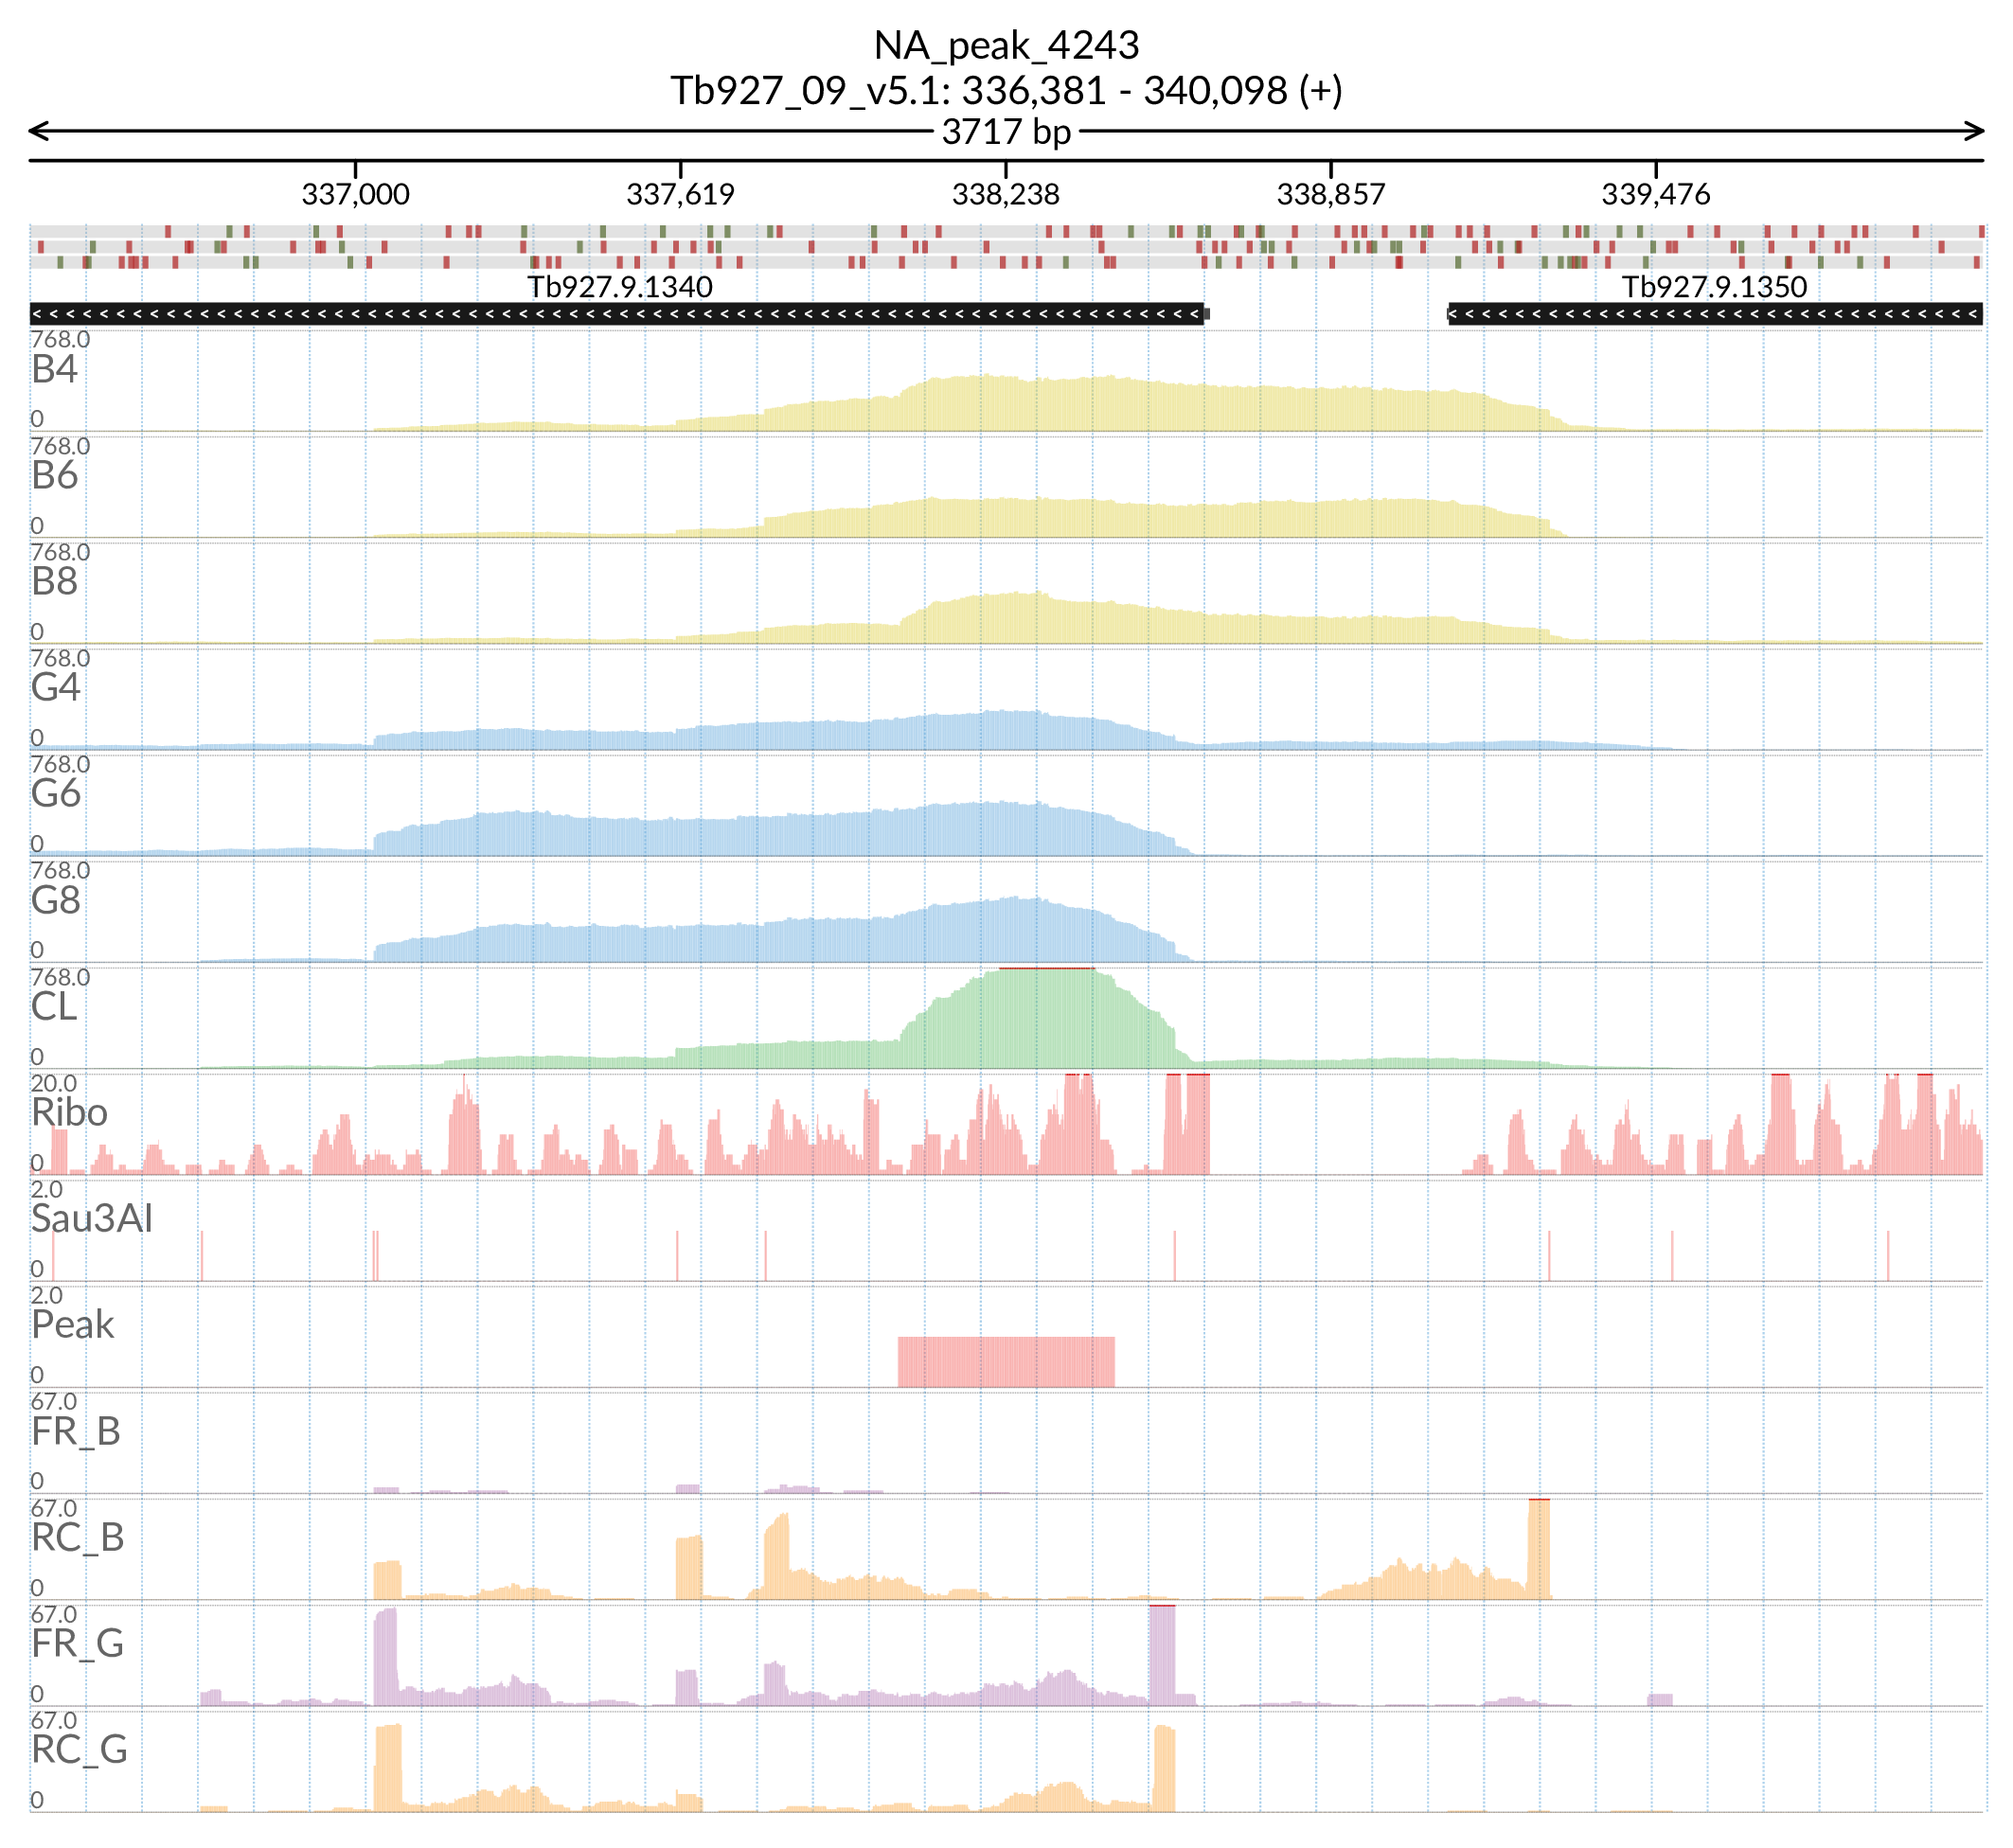 NA_peak_4243
Tb927_09_v5.1: 336,381 - 340,098 (+)
3717 bp
337,000 337,619 338,238 338,857 339,476
Tb927.9.1340 Tb927.9.1350
768.0
B4
0
768.0
B6
0
768.0
B8
0
768.0
G4
0
768.0
G6
0
768.0
G8
0
768.0
CL
0
20.0
Ribo
0
2.0
Sau3AI
0
2.0
Peak
0
67.0
FR_B
0
67.0
RC_B
0
67.0
FR_G
0
67.0
RC_G
0